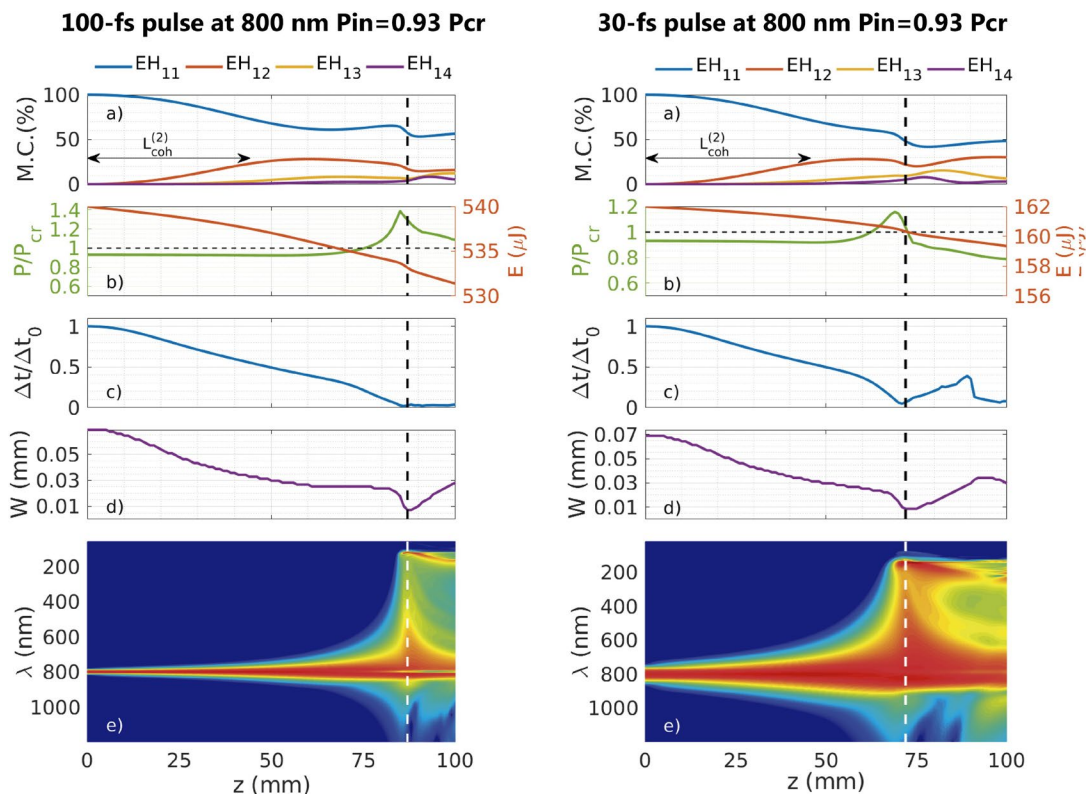 100-fs pulse at 800 nm Pin=0.93 Pcr
EH11 EH12 EH13 EH14
M.C.(%)
100
50
0
a)
L(2)coh
P/Pcr
1.4
1.2
1
0.8
0.6
b)
540
535
530
E (μJ)
Δt/Δt0
1
0.5
0
c)
W (mm)
0.05
0.03
0.01
d)
λ (nm)
200
400
600
800
1000
e)
0 25 50 75 100
z (mm)
30-fs pulse at 800 nm Pin=0.93 Pcr
EH11 EH12 EH13 EH14
M.C.(%)
100
50
0
a)
L(2)coh
P/Pcr
1.2
1
0.8
0.6
b)
162
160
158
156
E (μJ)
Δt/Δt0
1
0.5
0
c)
W (mm)
0.07
0.05
0.03
0.01
d)
λ (nm)
200
400
600
800
1000
e)
0 25 50 75 100
z (mm)